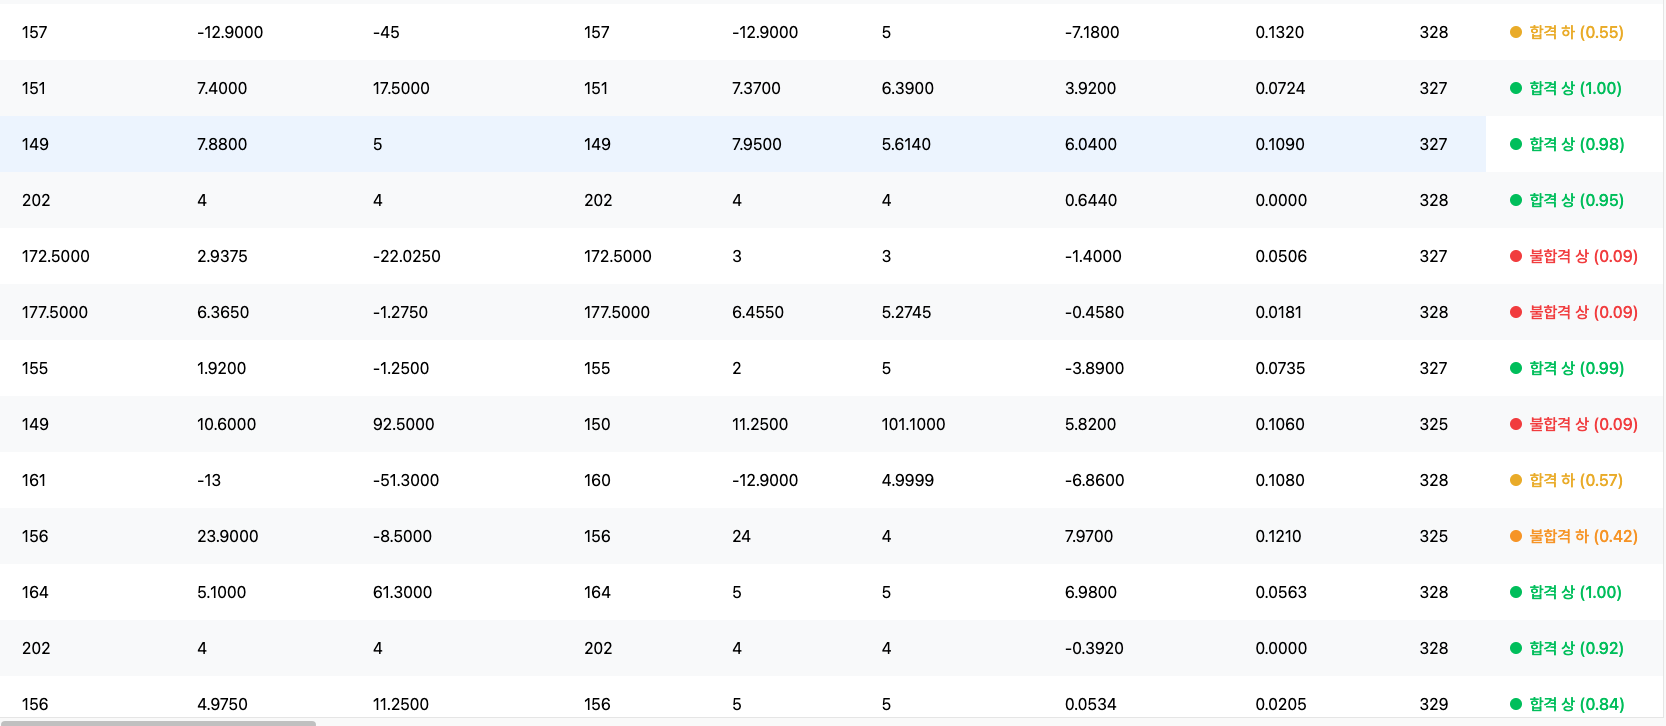 157 -12.9000 -45 157 -12.9000 5 -7.1800 0.1320 328 합격 하 (0.55)
151 7.4000 17.5000 151 7.3700 6.3900 3.9200 0.0724 327 합격 상 (1.00)
149 7.8800 5 149 7.9500 5.6140 6.0400 0.1090 327 합격 상 (0.98)
202 4 4 202 4 4 0.6440 0.0000 328 합격 상 (0.95)
172.5000 2.9375 -22.0250 172.5000 3 3 -1.4000 0.0506 327 불합격 상 (0.09)
177.5000 6.3650 -1.2750 177.5000 6.4550 5.2745 -0.4580 0.0181 328 불합격 상 (0.09)
155 1.9200 -1.2500 155 2 5 -3.8900 0.0735 327 합격 상 (0.99)
149 10.6000 92.5000 150 11.2500 101.1000 5.8200 0.1060 325 불합격 상 (0.09)
161 -13 -51.3000 160 -12.9000 4.9999 -6.8600 0.1080 328 합격 하 (0.57)
156 23.9000 -8.5000 156 24 4 7.9700 0.1210 325 불합격 하 (0.42)
164 5.1000 61.3000 164 5 5 6.9800 0.0563 328 합격 상 (1.00)
202 4 4 202 4 4 -0.3920 0.0000 328 합격 상 (0.92)
156 4.9750 11.2500 156 5 5 0.0534 0.0205 329 합격 상 (0.84)